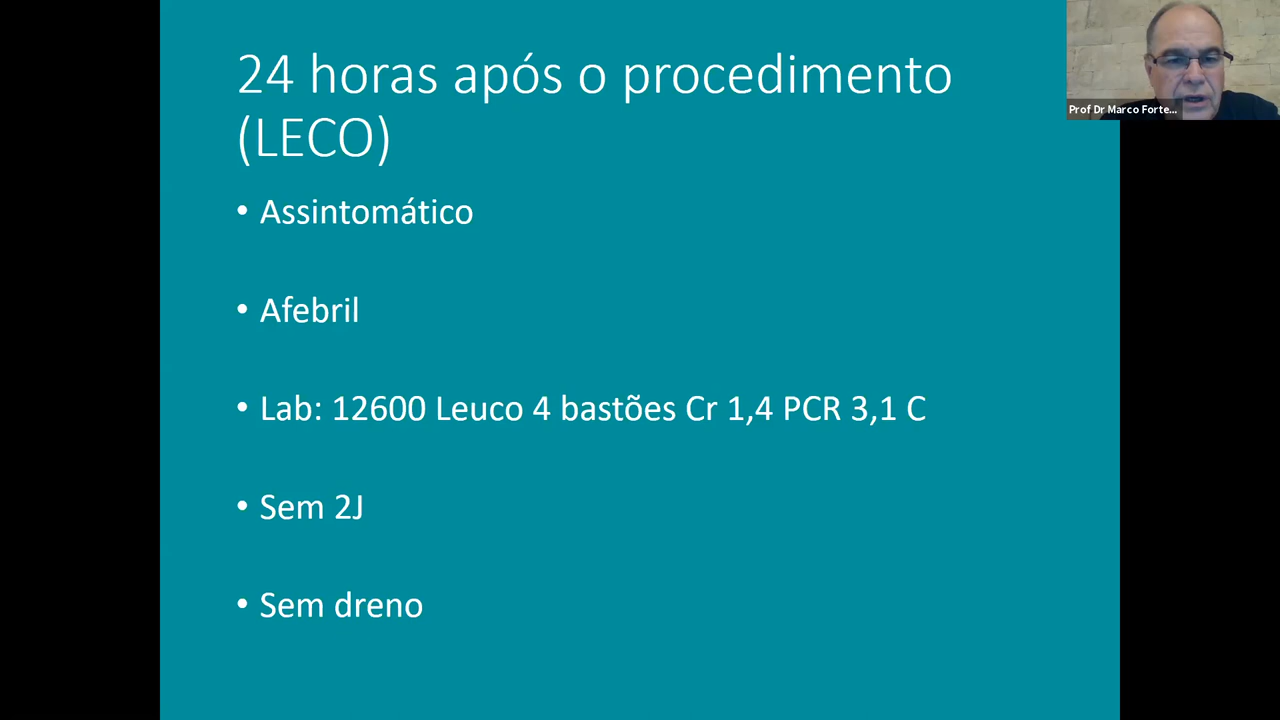 24 horas após o procedimento
(LECO)
• Assintomático
• Afebril
• Lab: 12600 Leuco 4 bastões Cr 1,4 PCR 3,1 C
• Sem 2J
• Sem dreno
Prof Dr Marco Forte...